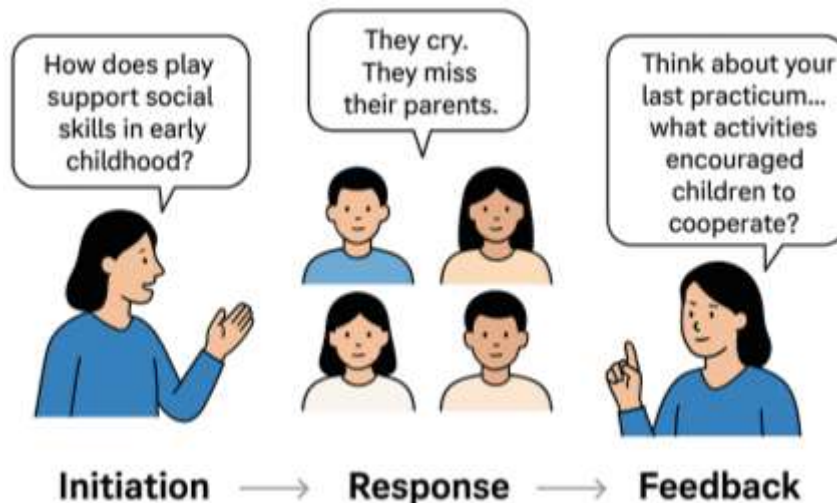 How does play
support social
skills in early
childhood?
They cry.
They miss
their parents.
Think about your
last practicum...
what activities
encouraged
children to
cooperate?
Initiation → Response → Feedback